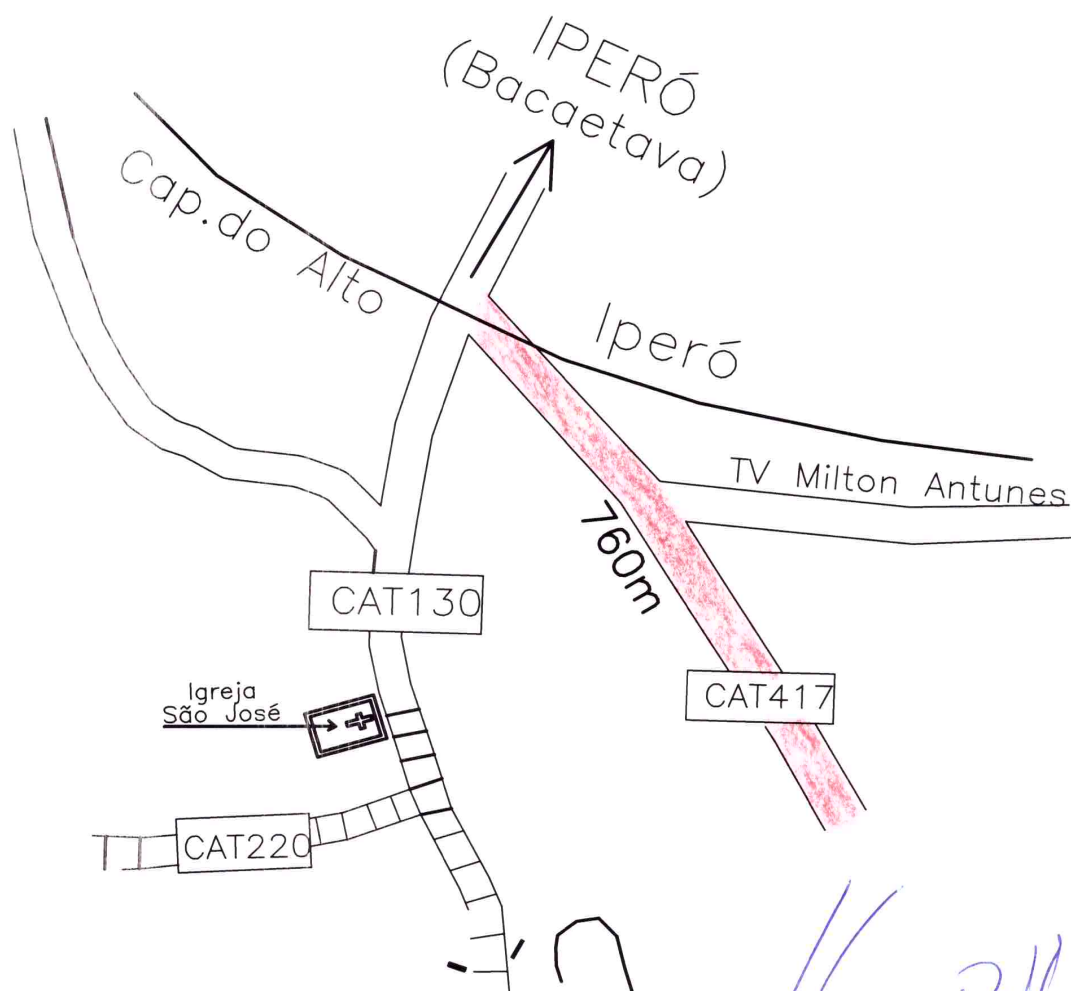 IPERÓ
(Bacaetava)
Cap.do Alto
Iperó
TV Milton Antunes
760m
CAT130
CAT417
Igreja
São José
CAT220